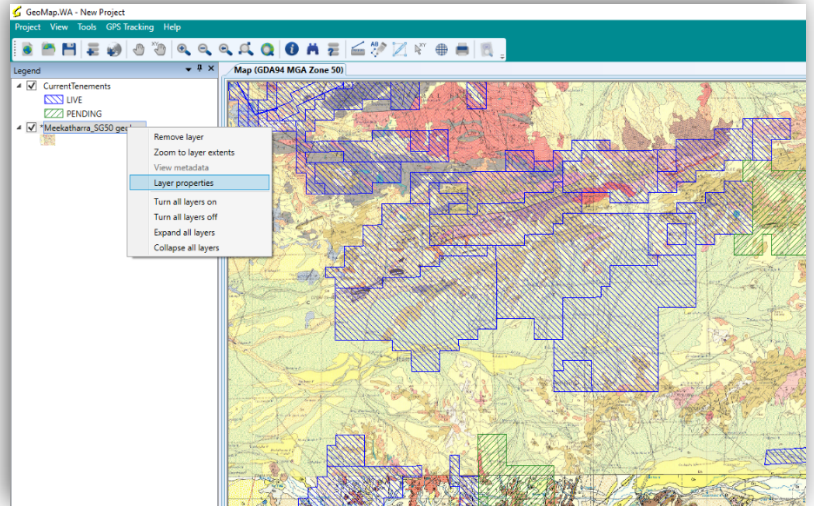 GeoMap.WA - New Project
Project View Tools GPS Tracking Help
Legend
Map (GDA94 MGA Zone 50)
CurrentTenements
LIVE
PENDING
*Meekatharra_SG50
Remove layer
Zoom to layer extents
View metadata
Layer properties
Turn all layers on
Turn all layers off
Expand all layers
Collapse all layers